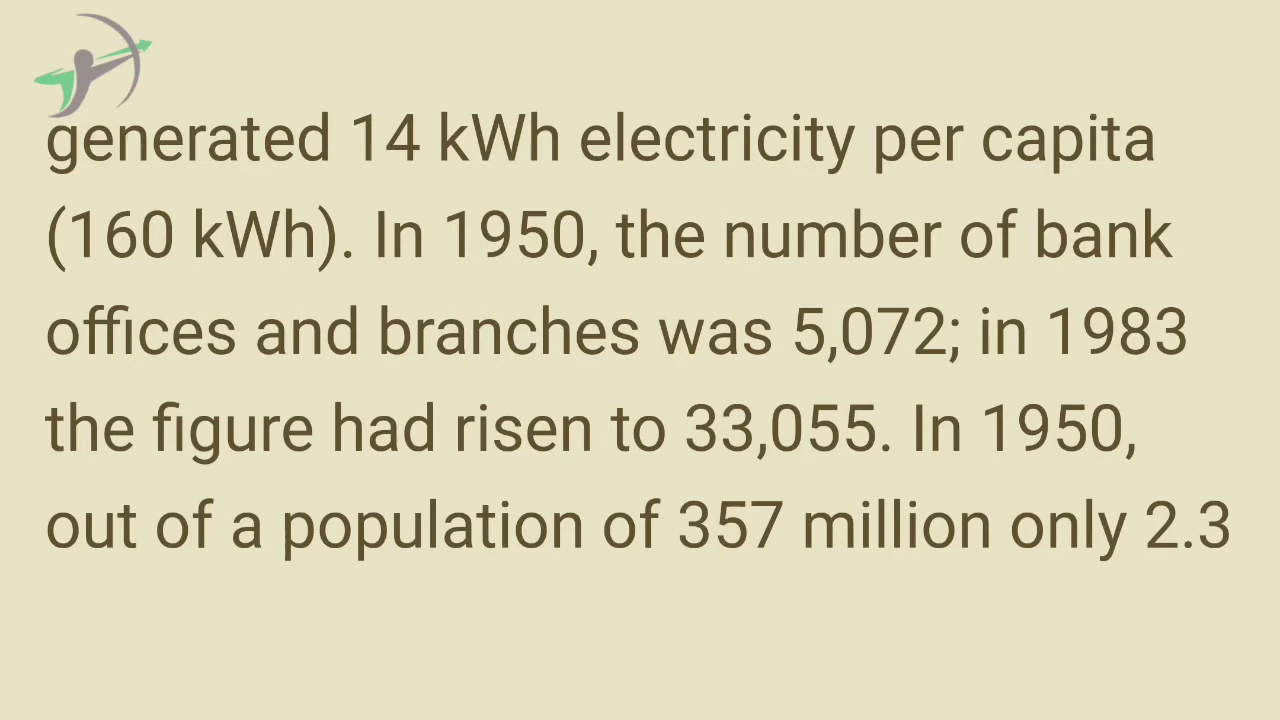 generated 14 kWh electricity per capita
(160 kWh). In 1950, the number of bank
offices and branches was 5,072; in 1983
the figure had risen to 33,055. In 1950,
out of a population of 357 million only 2.3